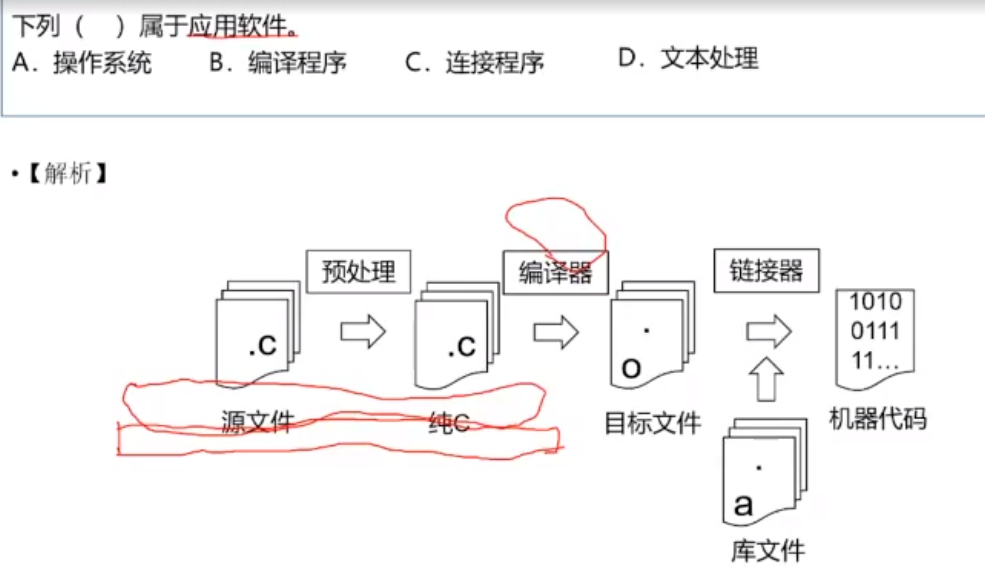 下列（ ）属于应用软件。
A．操作系统 B．编译程序 C．连接程序 D．文本处理
•【解析】
预处理 编译器 链接器
.c .c .o 1010
0111
11...
源文件 纯C 目标文件 机器代码
.a
库文件